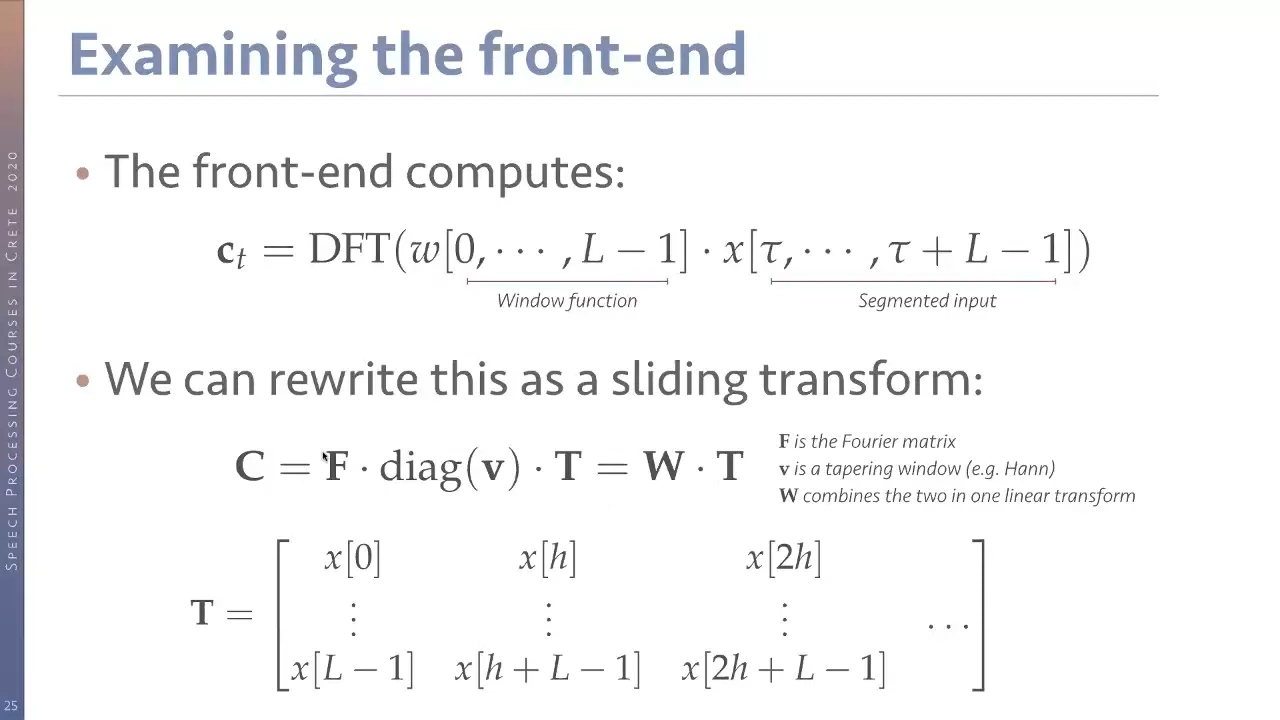 Examining the front-end
• The front-end computes:
c_t = DFT(w[0, ⋯ , L − 1] · x[τ, ⋯ , τ + L − 1])
Window function
Segmented input
• We can rewrite this as a sliding transform:
C = F · diag(v) · T = W · T
F is the Fourier matrix
v is a tapering window (e.g. Hann)
W combines the two in one linear transform
x[0] x[h] x[2h]
T = ⋮ ⋮ ⋮ ⋯
x[L − 1] x[h + L − 1] x[2h + L − 1]
Speech Processing Courses in Crete 2020
25